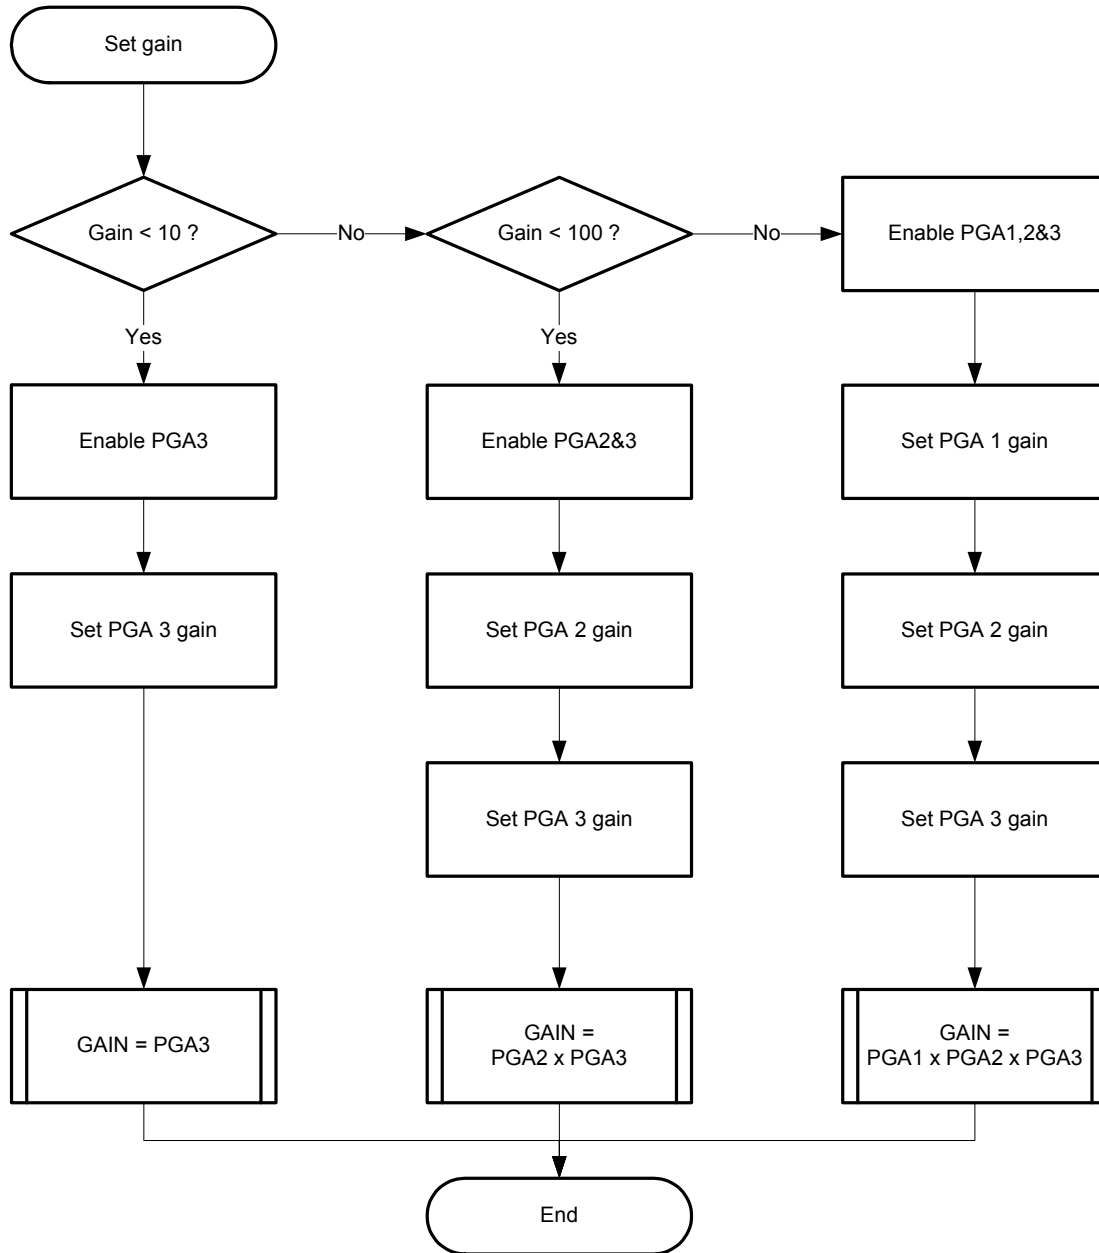 Set gain
Gain < 10 ?
No
Gain < 100 ?
No
Enable PGA1,2&3
Yes
Yes
Enable PGA3
Enable PGA2&3
Set PGA 1 gain
Set PGA 3 gain
Set PGA 2 gain
Set PGA 2 gain
Set PGA 3 gain
Set PGA 3 gain
GAIN = PGA3
GAIN =
PGA2 x PGA3
GAIN =
PGA1 x PGA2 x PGA3
End